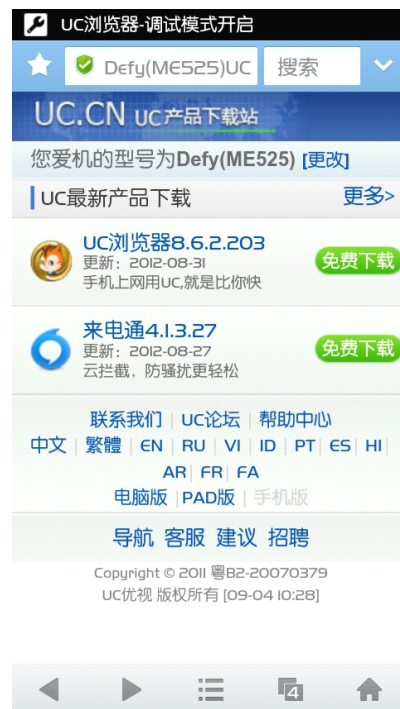 UC浏览器-调试模式开启
Defy(ME525)UC 搜索
UC.CN UC产品下载站
您爱机的型号为Defy(ME525) [更改]
UC最新产品下载 更多>
UC浏览器8.6.2.203
更新：2012-08-31
手机上网用UC,就是比你快
免费下载
来电通4.1.3.27
更新：2012-08-27
云拦截，防骚扰更轻松
免费下载
联系我们 | UC论坛 | 帮助中心
中文 | 繁體 | EN | RU | VI | ID | PT | ES | HI |
AR | FR | FA
电脑版 | PAD版 | 手机版
导航 客服 建议 招聘
Copyright © 2011 粤B2-20070379
UC优视 版权所有 [09-04 10:28]
4